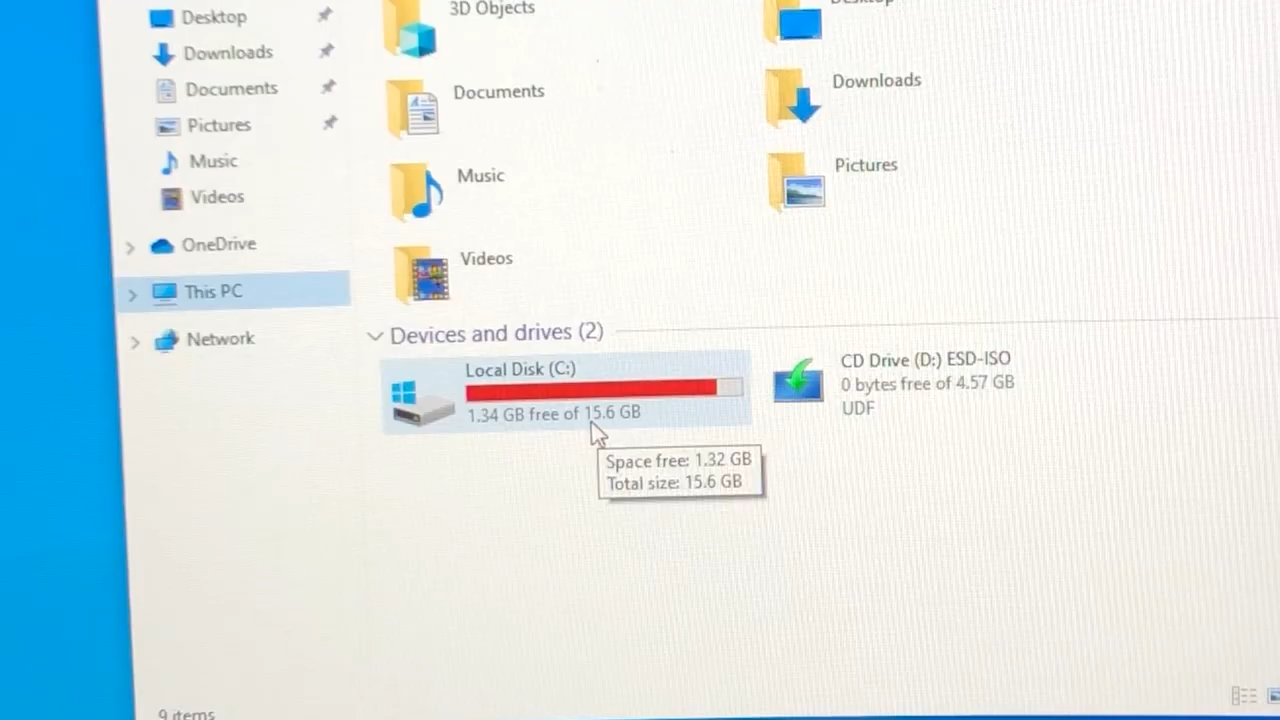 Desktop
Downloads
Documents
Pictures
Music
Videos
OneDrive
This PC
Network
3D Objects
Desktop
Documents
Downloads
Music
Pictures
Videos
Devices and drives (2)
Local Disk (C:)
1.34 GB free of 15.6 GB
Space free: 1.32 GB
Total size: 15.6 GB
CD Drive (D:) ESD-ISO
0 bytes free of 4.57 GB
UDF
9 items